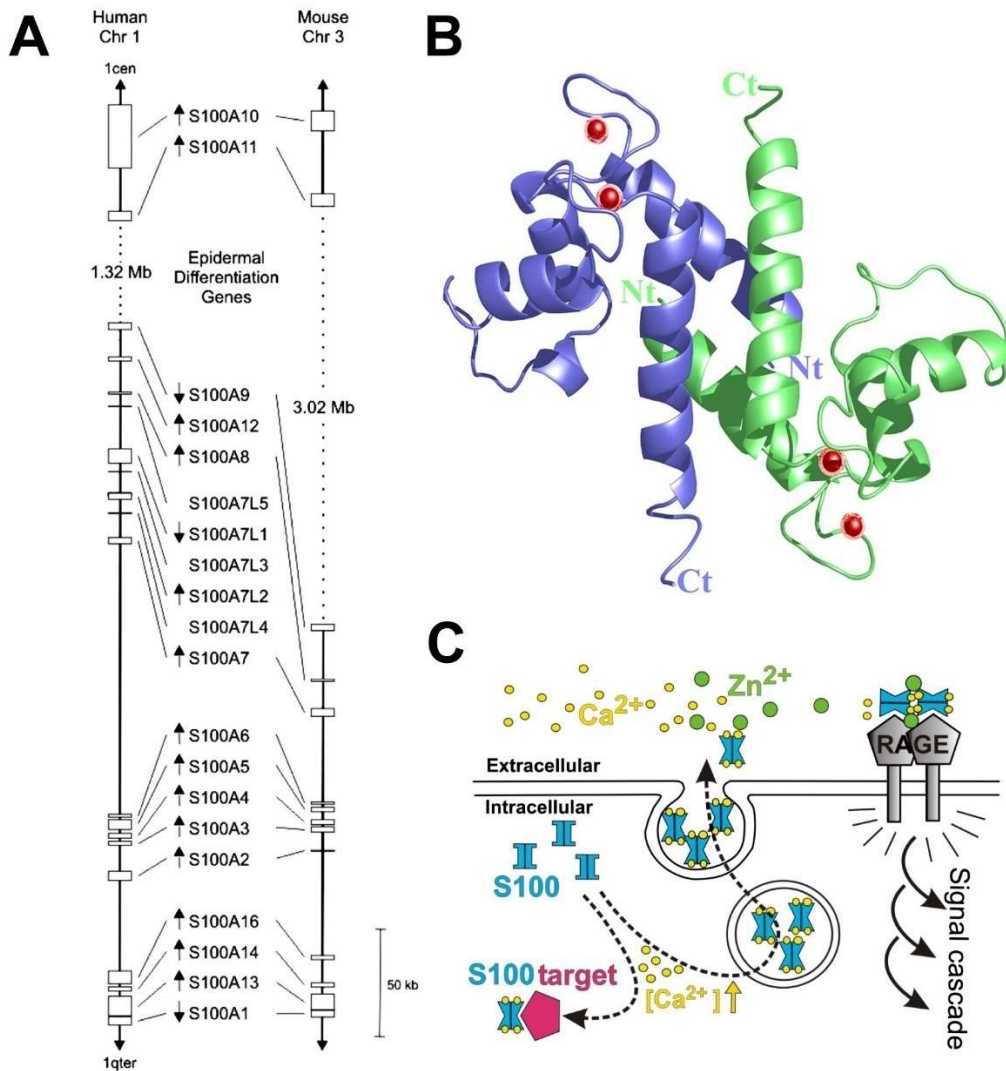 A
Human
Chr 1
Mouse
Chr 3
1cen
S100A10
S100A11
1.32 Mb
Epidermal
Differentiation
Genes
S100A9
3.02 Mb
S100A12
S100A8
S100A7L5
S100A7L1
S100A7L3
S100A7L2
S100A7L4
S100A7
S100A6
S100A5
S100A4
S100A3
S100A2
S100A16
S100A14
S100A13
S100A1
50 kb
1qter
B
Ct
Nt
Nt
Ct
C
Ca2+
Zn2+
RAGE
Extracellular
Intracellular
S100
S100 target
[Ca2+]
Signal cascade